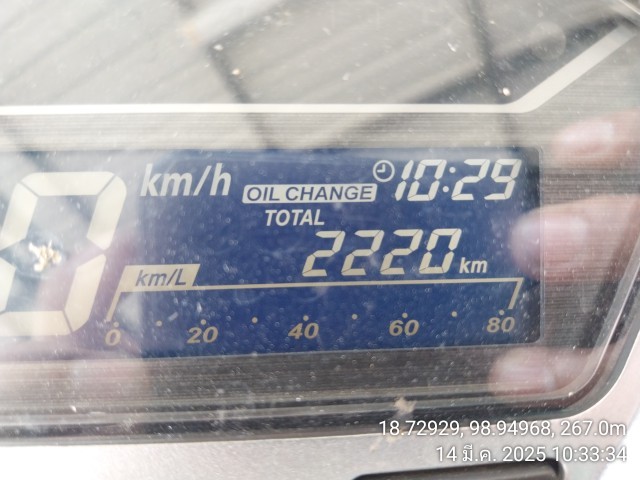 km/h
OIL CHANGE
10:29
TOTAL
2220 km
0
km/L
0 20 40 60 80
18.72929, 98.94968, 267.0m
14 มี.ค. 2025 10:33:34